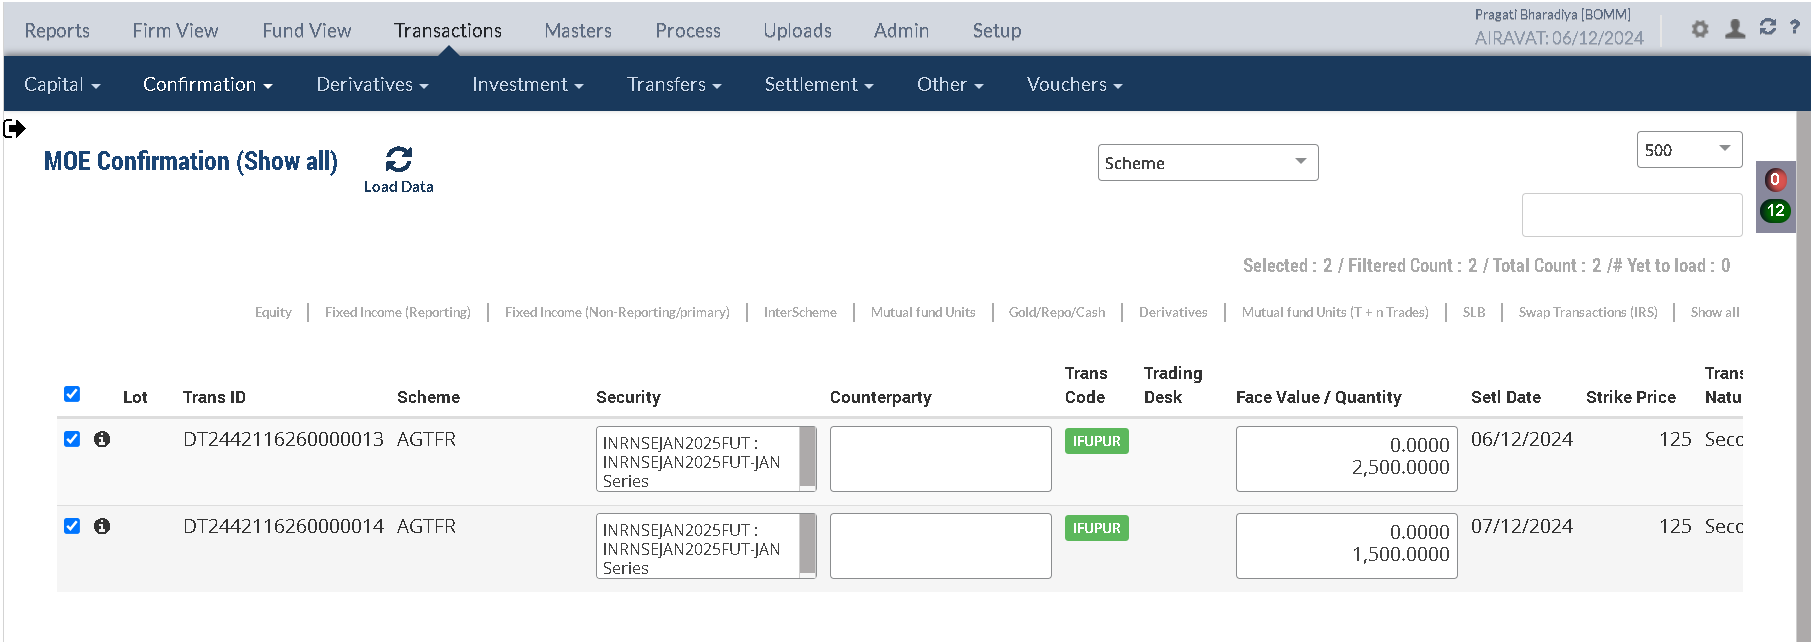 Reports Firm View Fund View Transactions Masters Process Uploads Admin Setup
Pragati Bharadiya [BOMM]
AIRAVAT: 06/12/2024
?
Capital Confirmation Derivatives Investment Transfers Settlement Other Vouchers
MOE Confirmation (Show all)
Load Data
Scheme
500
0
12
Selected : 2 / Filtered Count : 2 / Total Count : 2 /# Yet to load : 0
Equity | Fixed Income (Reporting) | Fixed Income (Non-Reporting/primary) | InterScheme | Mutual fund Units | Gold/Repo/Cash | Derivatives | Mutual fund Units (T + n Trades) | SLB | Swap Transactions (IRS) | Show all
Lot Trans ID Scheme Security Counterparty Trans Code Trading Desk Face Value / Quantity Setl Date Strike Price Trans Natu
DT2442116260000013 AGTFR INRNSEJAN2025FUT : INRNSEJAN2025FUT-JAN Series IFUPUR 0.0000 2,500.0000 06/12/2024 125 Seco
DT2442116260000014 AGTFR INRNSEJAN2025FUT : INRNSEJAN2025FUT-JAN Series IFUPUR 0.0000 1,500.0000 07/12/2024 125 Seco